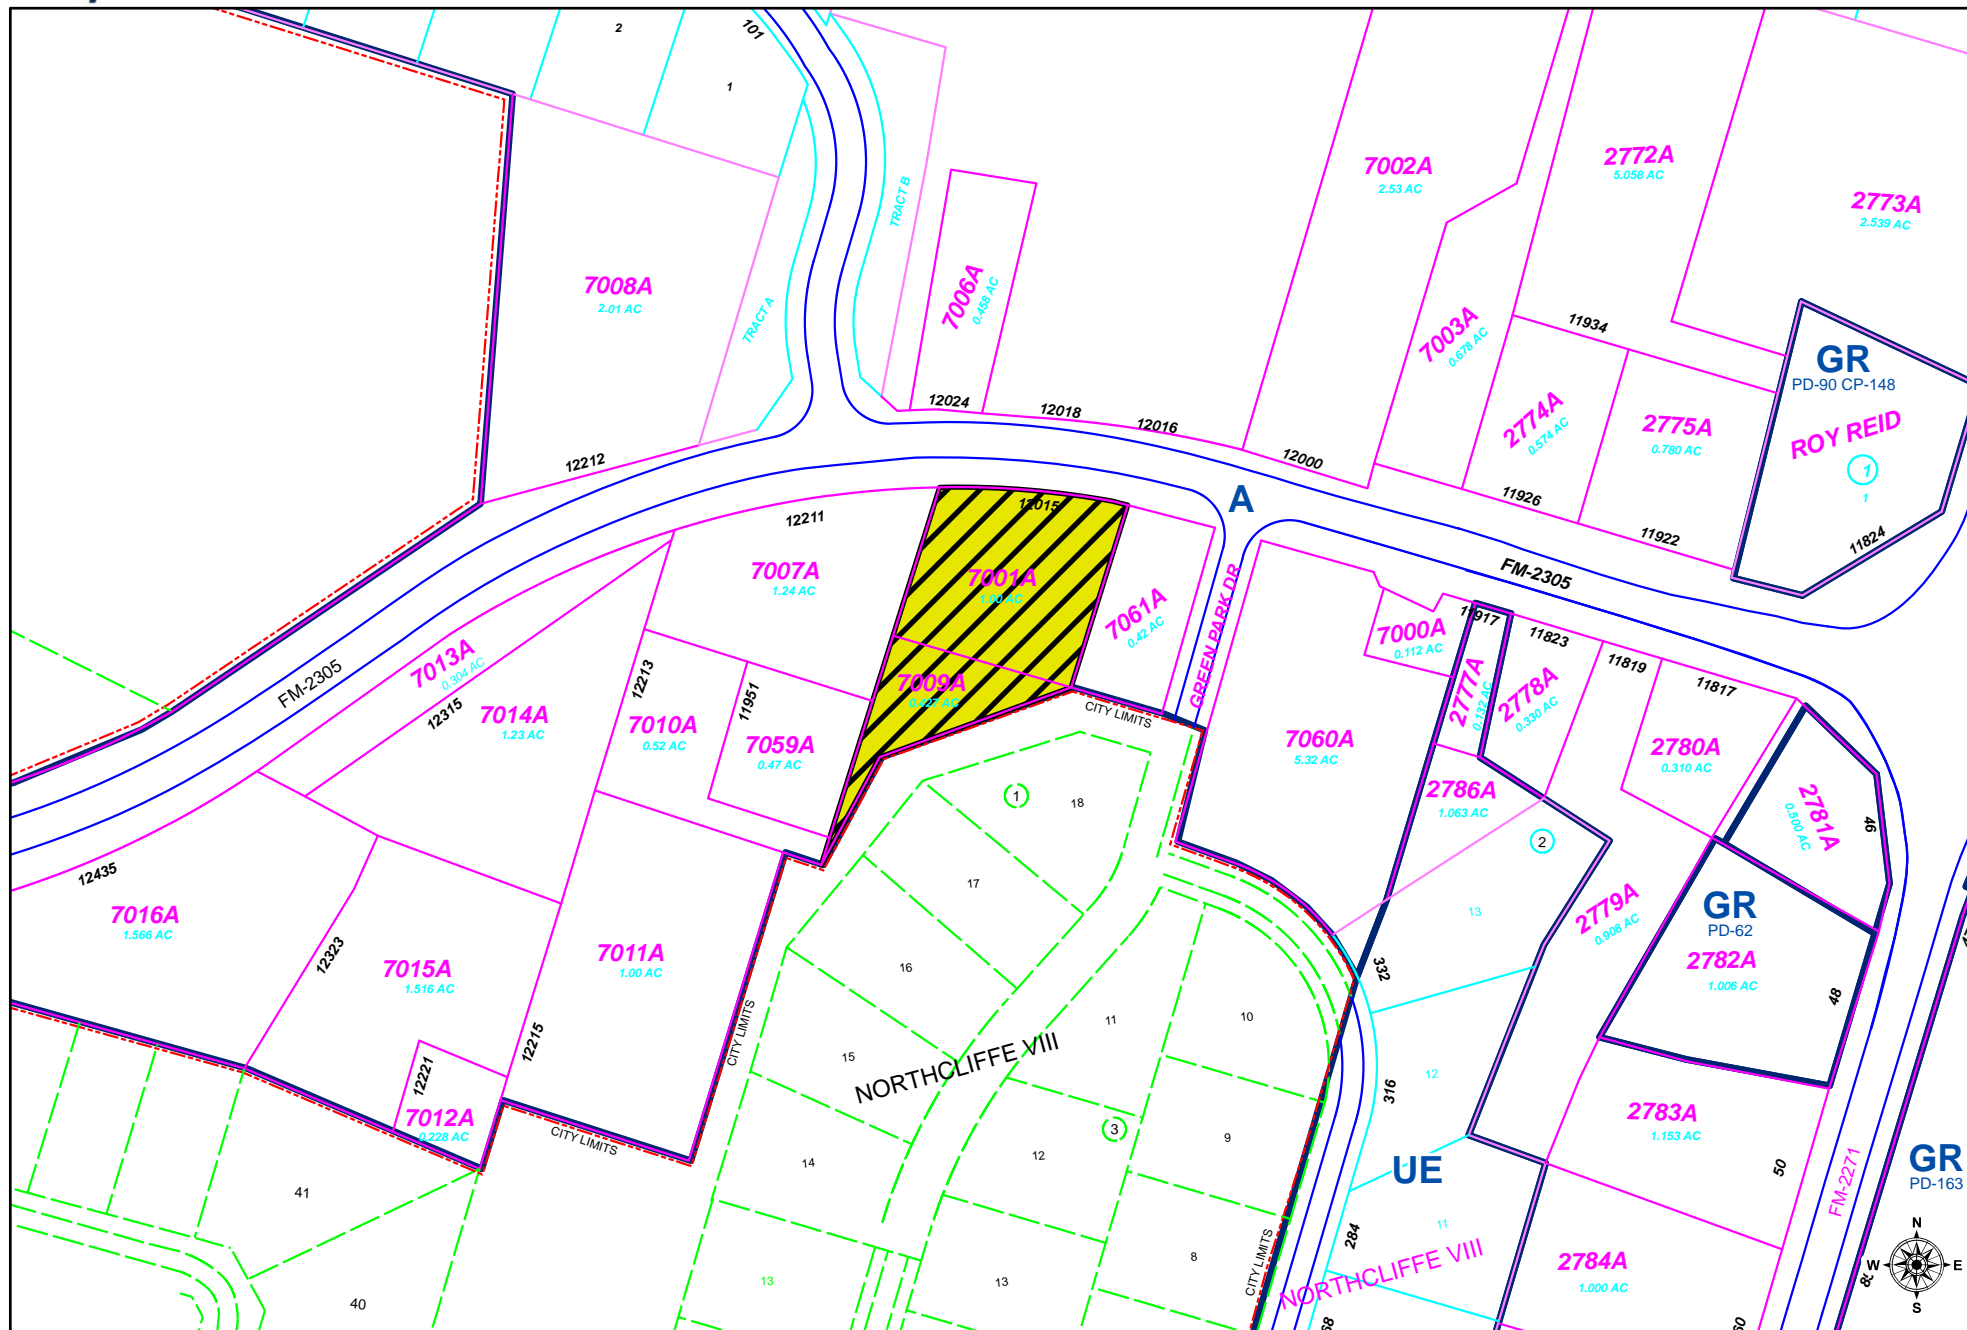 2
101
1
7002A
2.53 AC
2772A
5.058 AC
2773A
2.539 AC
TRACT B
7008A
2.01 AC
TRACT A
7006A
0.458 AC
7003A
0.678 AC
11934
GR
PD-90 CP-148
ROY REID
1
1
11824
2774A
0.574 AC
2775A
0.780 AC
12024
12018
12016
12000
11926
11922
12212
A
12211
12015
7007A
1.24 AC
7001A
1.00 AC
7061A
0.42 AC
GREEN PARK DR
FM-2305
7000A
0.112 AC
11917
11823
11819
11817
FM-2305
7013A
0.304 AC
12315
7014A
1.23 AC
12213
7010A
0.52 AC
11951
7059A
0.47 AC
7009A
0.427 AC
CITY LIMITS
7060A
5.32 AC
2777A
0.132 AC
2778A
0.330 AC
2780A
0.310 AC
2786A
1.063 AC
2781A
0.500 AC
46
1
18
2
17
13
2779A
0.908 AC
GR
PD-62
2782A
1.006 AC
48
12435
7016A
1.566 AC
12323
7015A
1.516 AC
7011A
1.00 AC
16
332
12215
CITY LIMITS
15
NORTHCLIFFE VIII
11
10
12221
7012A
0.228 AC
CITY LIMITS
316
12
2783A
1.153 AC
3
9
14
12
UE
50
FM-2271
GR
PD-163
41
11
284
8
CITY LIMITS
NORTHCLIFFE VIII
2784A
1.000 AC
13
13
40
68
60
N
W
E
S